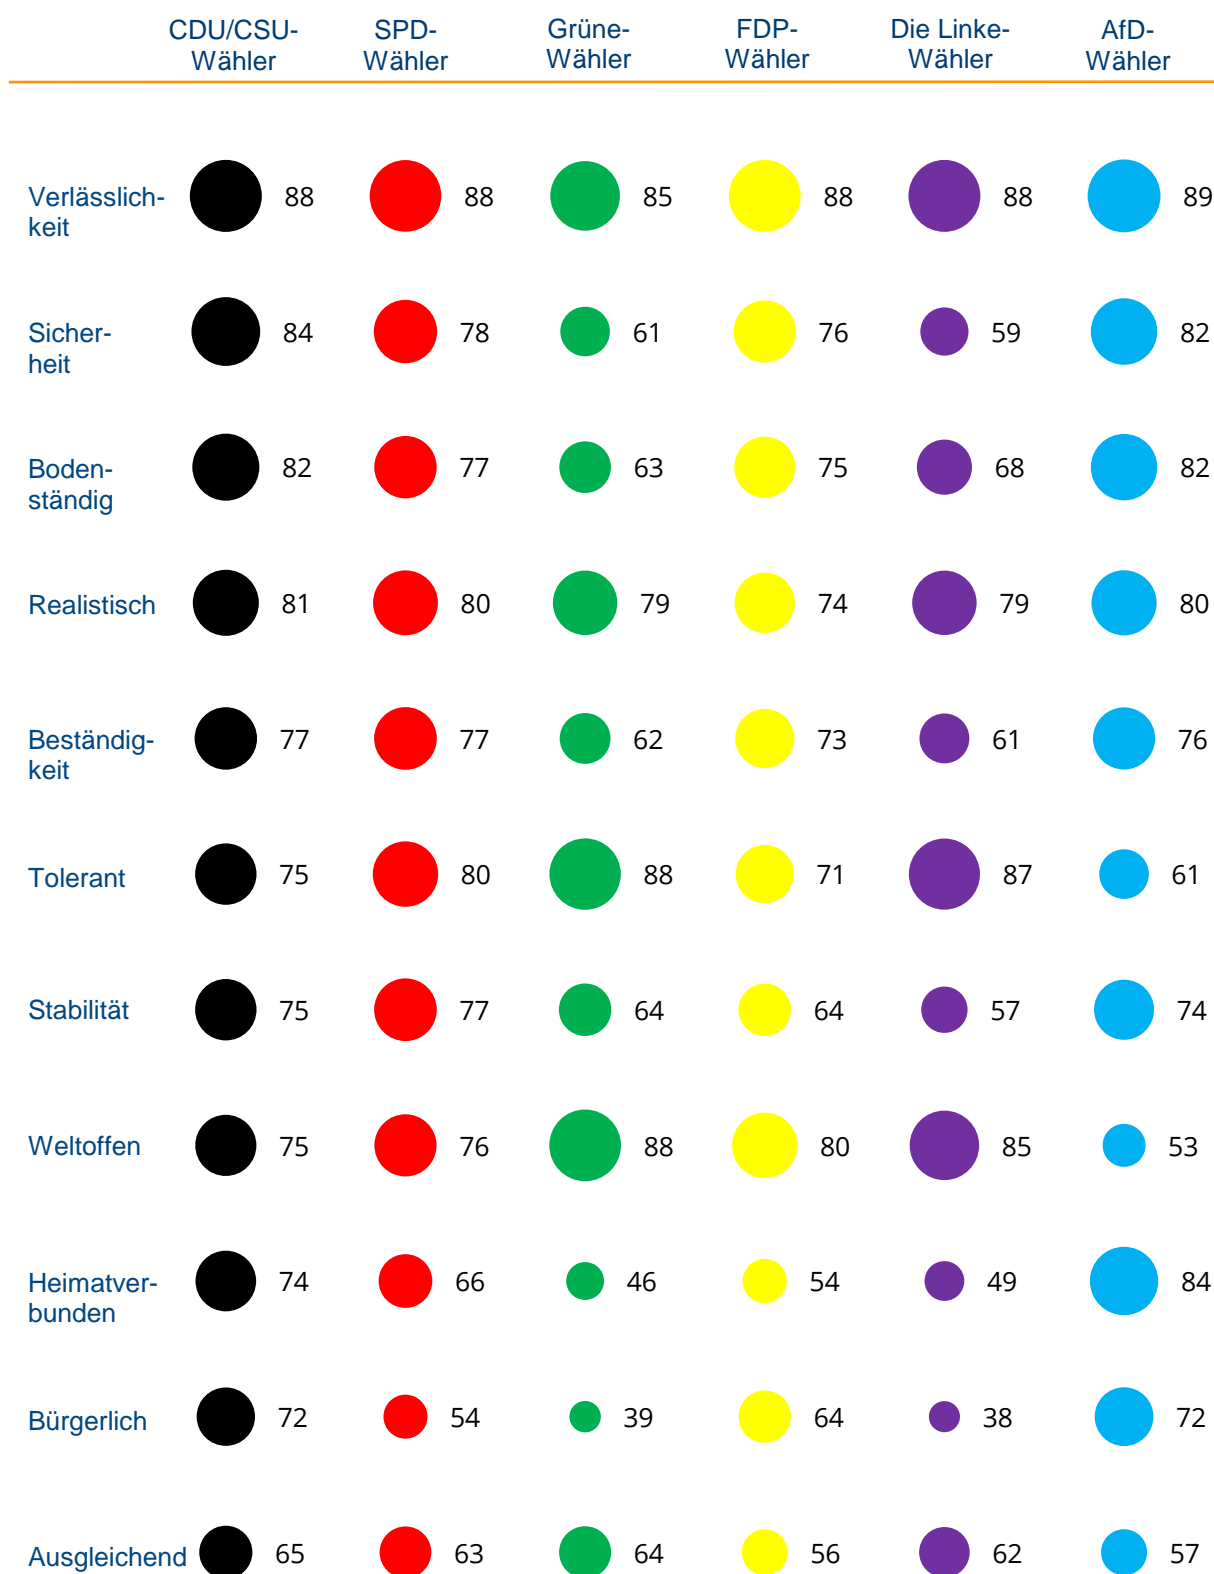 CDU/CSU- SPD- Grüne- FDP- Die Linke- AfD-
Wähler Wähler Wähler Wähler Wähler Wähler
Verlässlich- 88 88 85 88 88 89
keit
Sicher- 84 78 61 76 59 82
heit
Boden- 82 77 63 75 68 82
ständig
Realistisch 81 80 79 74 79 80
Beständig- 77 77 62 73 61 76
keit
Tolerant 75 80 88 71 87 61
Stabilität 75 77 64 64 57 74
Weltoffen 75 76 88 80 85 53
Heimatver- 74 66 46 54 49 84
bunden
Bürgerlich 72 54 39 64 38 72
Ausgleichend 65 63 64 56 62 57